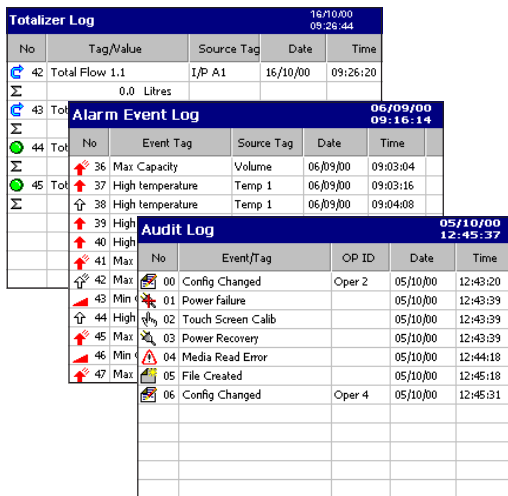 Totalizer Log 16/10/00 09:26:44
No Tag/Value Source Tag Date Time
42 Total Flow 1.1 I/P A1 16/10/00 09:26:20
Σ 0.0 Litres
43 Tot
Σ
44 Tot
Σ
45 Tot
Σ
Alarm Event Log 06/09/00 09:16:14
No Event Tag Source Tag Date Time
36 Max Capacity Volume 06/09/00 09:03:04
37 High temperature Temp 1 06/09/00 09:03:16
38 High temperature Temp 1 06/09/00 09:04:08
39 High
40 High
41 Max
42 Max
43 Min
44 High
45 Max
46 Min
47 Max
Audit Log 05/10/00 12:45:37
No Event/Tag OP ID Date Time
00 Config Changed Oper 2 05/10/00 12:43:20
01 Power failure 05/10/00 12:43:39
02 Touch Screen Calib 05/10/00 12:43:39
03 Power Recovery 05/10/00 12:43:39
04 Media Read Error 05/10/00 12:44:18
05 File Created 05/10/00 12:45:18
06 Config Changed Oper 4 05/10/00 12:45:31